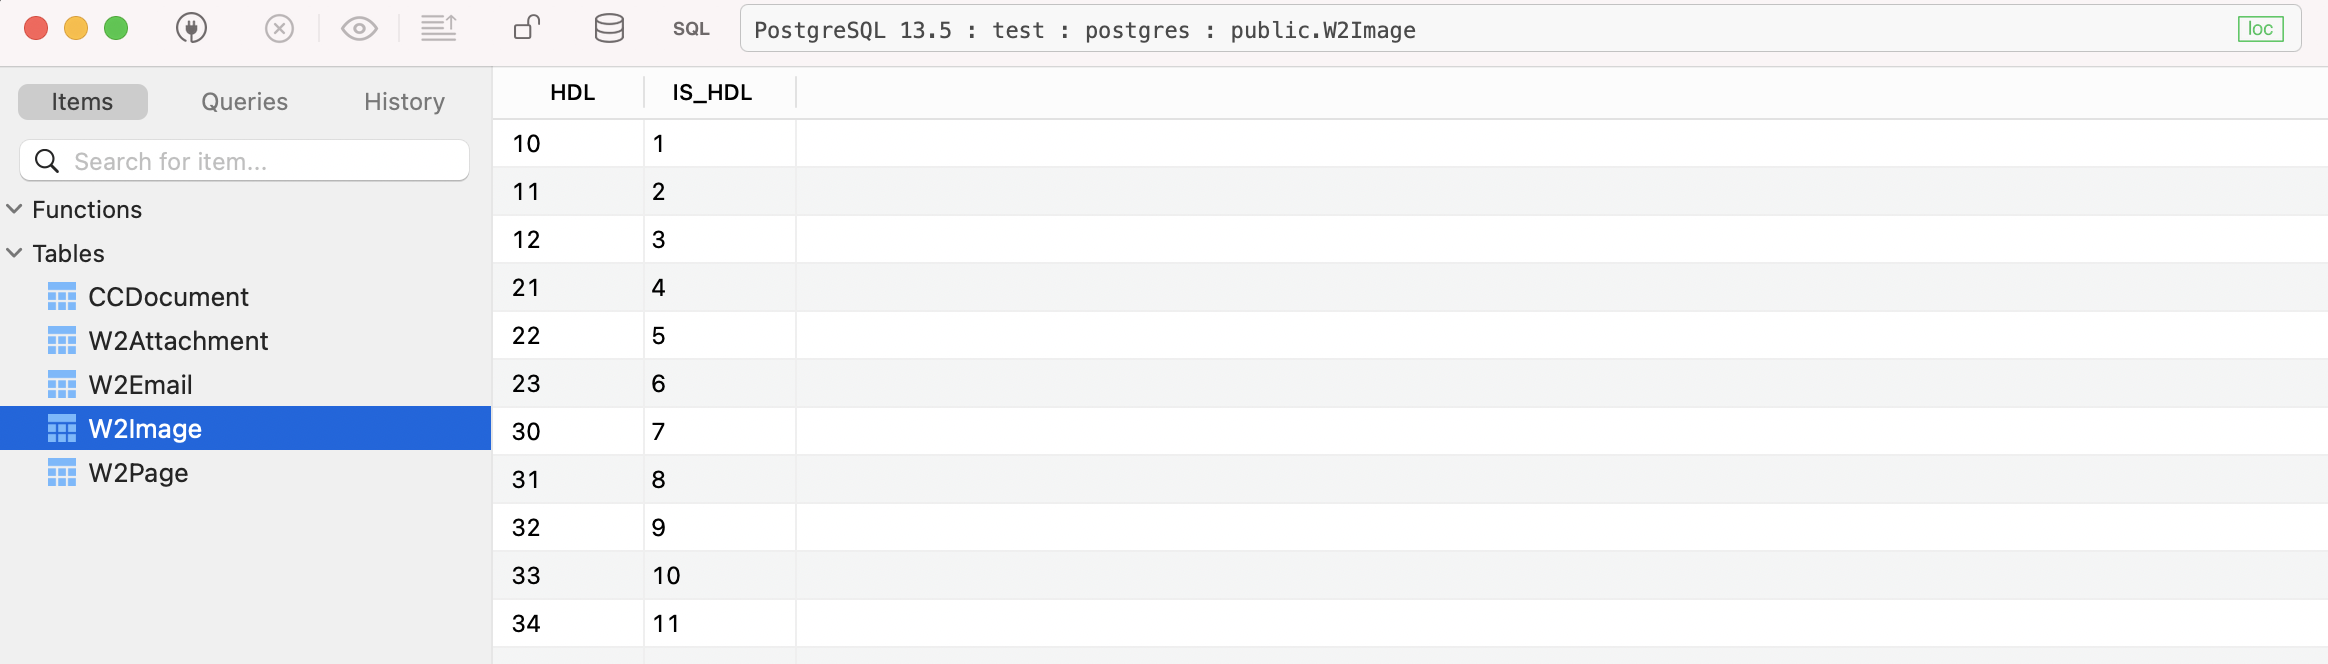 SQL PostgreSQL 13.5 : test : postgres : public.W2Image loc
Items Queries History
Search for item...
Functions
Tables
CCDocument
W2Attachment
W2Email
W2Image
W2Page
HDL IS_HDL
10 1
11 2
12 3
21 4
22 5
23 6
30 7
31 8
32 9
33 10
34 11